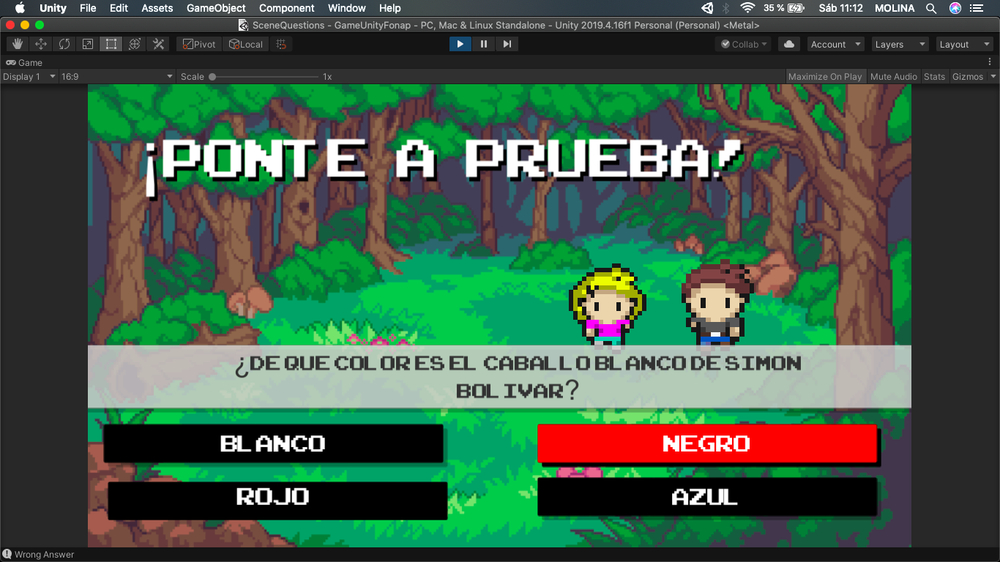 Unity File Edit Assets GameObject Component Window Help 35 % Sáb 11:12 MOLINA
SceneQuestions - GameUnityFonap - PC, Mac & Linux Standalone - Unity 2019.4.16f1 Personal (Personal) <Metal>
Pivot Local Collab Account Layers Layout
Game
Display 1 16:9 Scale 1x Maximize On Play Mute Audio Stats Gizmos
¡PONTE A PRUEBA!
¿DE QUE COLOR ES EL CABALLO BLANCO DE SIMON
BOLIVAR?
BLANCO NEGRO
ROJO AZUL
Wrong Answer